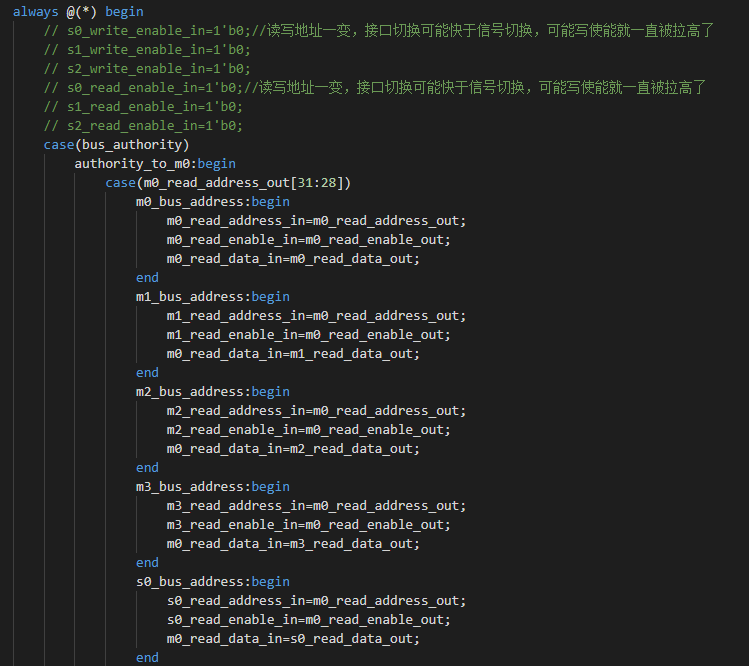 always @(*) begin
// s0_write_enable_in=1'b0;//读写地址一变，接口切换可能快于信号切换，可能写使能就一直被拉高了
// s1_write_enable_in=1'b0;
// s2_write_enable_in=1'b0;
// s0_read_enable_in=1'b0;//读写地址一变，接口切换可能快于信号切换，可能写使能就一直被拉高了
// s1_read_enable_in=1'b0;
// s2_read_enable_in=1'b0;
case(bus_authority)
authority_to_m0:begin
case(m0_read_address_out[31:28])
m0_bus_address:begin
m0_read_address_in=m0_read_address_out;
m0_read_enable_in=m0_read_enable_out;
m0_read_data_in=m0_read_data_out;
end
m1_bus_address:begin
m1_read_address_in=m0_read_address_out;
m1_read_enable_in=m0_read_enable_out;
m0_read_data_in=m1_read_data_out;
end
m2_bus_address:begin
m2_read_address_in=m0_read_address_out;
m2_read_enable_in=m0_read_enable_out;
m0_read_data_in=m2_read_data_out;
end
m3_bus_address:begin
m3_read_address_in=m0_read_address_out;
m3_read_enable_in=m0_read_enable_out;
m0_read_data_in=m3_read_data_out;
end
s0_bus_address:begin
s0_read_address_in=m0_read_address_out;
s0_read_enable_in=m0_read_enable_out;
m0_read_data_in=s0_read_data_out;
end